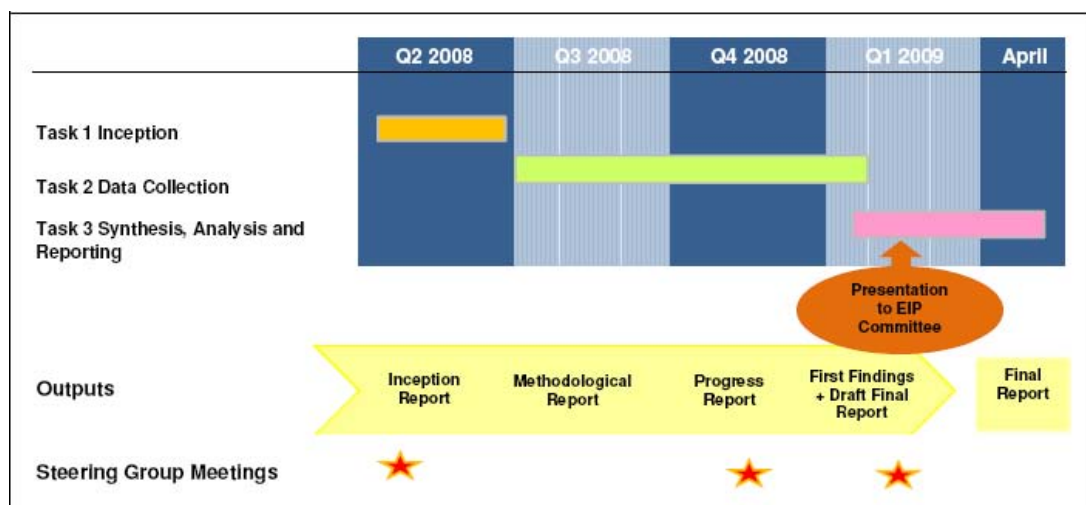 Q2 2008 Q3 2008 Q4 2008 Q1 2009 April
Task 1 Inception
Task 2 Data Collection
Task 3 Synthesis, Analysis and
Reporting
Presentation
to EIP
Committee
Outputs
Inception
Report
Methodological
Report
Progress
Report
First Findings
+ Draft Final
Report
Final
Report
Steering Group Meetings